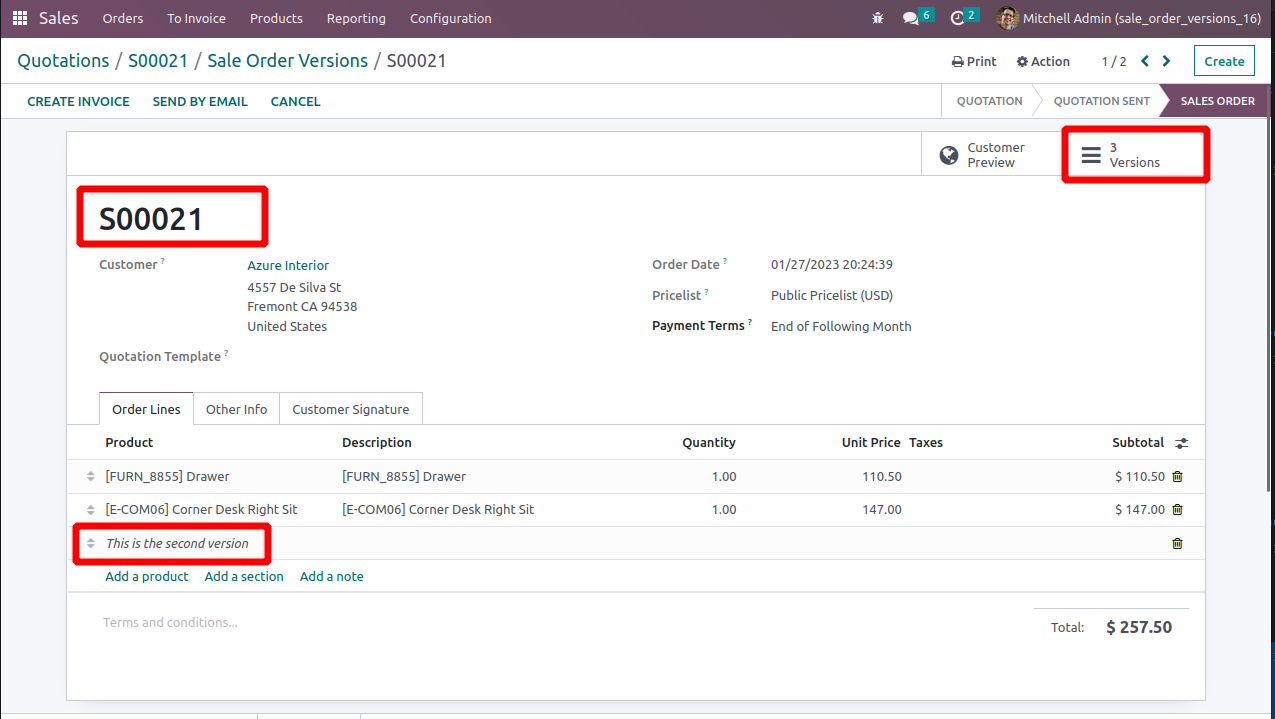 Sales Orders To Invoice Products Reporting Configuration 6 2 Mitchell Admin (sale_order_versions_16)
Quotations / S00021 / Sale Order Versions / S00021 Print Action 1 / 2 Create
CREATE INVOICE SEND BY EMAIL CANCEL QUOTATION QUOTATION SENT SALES ORDER
Customer Preview
3 Versions
S00021
Customer ? Azure Interior
4557 De Silva St
Fremont CA 94538
United States
Quotation Template ?
Order Date ? 01/27/2023 20:24:39
Pricelist ? Public Pricelist (USD)
Payment Terms ? End of Following Month
Order Lines Other Info Customer Signature
Product Description Quantity Unit Price Taxes Subtotal
[FURN_8855] Drawer [FURN_8855] Drawer 1.00 110.50 $ 110.50
[E-COM06] Corner Desk Right Sit [E-COM06] Corner Desk Right Sit 1.00 147.00 $ 147.00
This is the second version
Add a product Add a section Add a note
Terms and conditions...
Total: $ 257.50